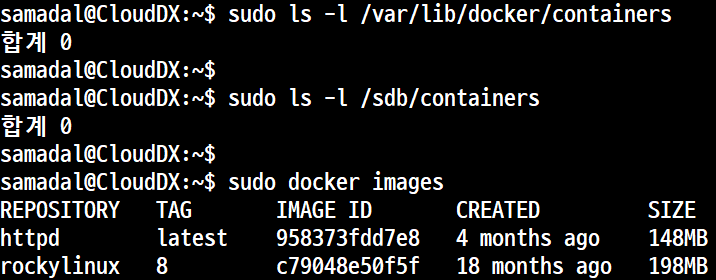 samadal@CloudDX:~$ sudo ls -l /var/lib/docker/containers
합계 0
samadal@CloudDX:~$
samadal@CloudDX:~$ sudo ls -l /sdb/containers
합계 0
samadal@CloudDX:~$
samadal@CloudDX:~$ sudo docker images
REPOSITORY   TAG       IMAGE ID       CREATED         SIZE
httpd        latest    958373fdd7e8   4 months ago    148MB
rockylinux   8         c79048e50f5f   18 months ago   198MB